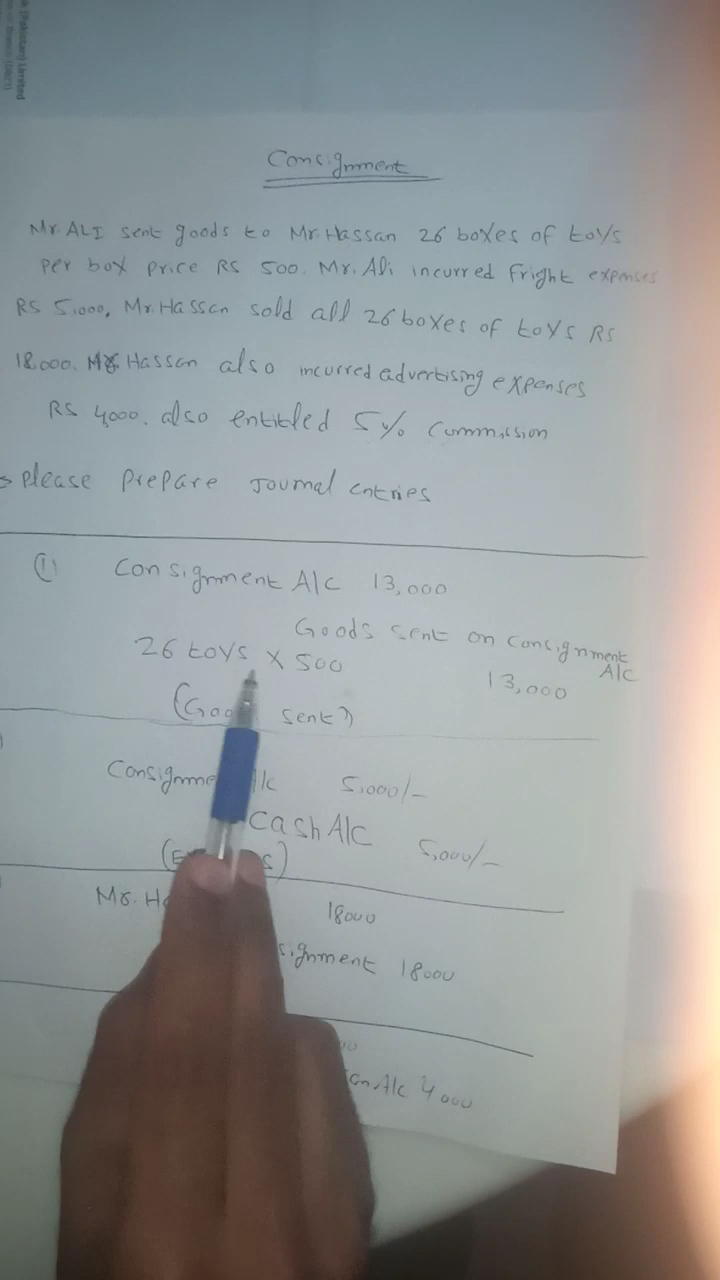 (Pakistan) Limited
Consignment
Mr. ALI sent goods to Mr. Hassan 26 boxes of toys
per box price RS 500. Mr. Ali incurred Fright expenses
RS 5,000, Mr. Hassan sold all 26 boxes of toys RS
18.000. Mr Hassan also incurred advertising expenses
RS 4000. also entitled 5% Commission
please prepare Journal entries
① Consignment A/C 13,000
Goods sent on consignment
A/C
26 toys × 500
13,000
sent)
A/c 5,000/-
Cash A/C 5,000/-
Mr. 18000
18000
A/c 4000